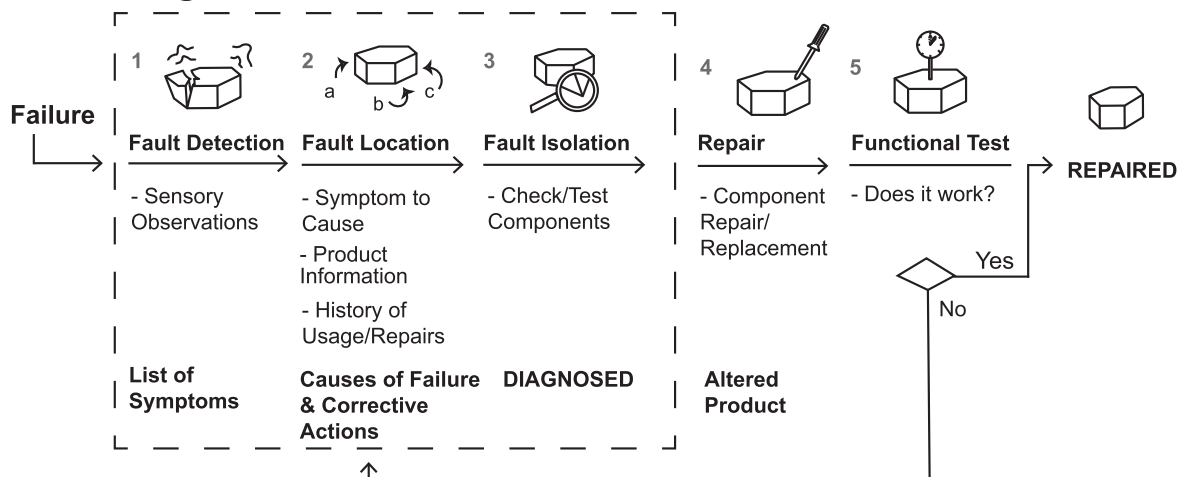 1
2
3
4
5
a
b
c
Failure
Fault Detection
Fault Location
Fault Isolation
Repair
Functional Test
REPAIRED
- Sensory
Observations
- Symptom to
Cause
- Product
Information
- History of
Usage/Repairs
- Check/Test
Components
- Component
Repair/
Replacement
- Does it work?
Yes
No
List of
Symptoms
Causes of Failure
& Corrective
Actions
DIAGNOSED
Altered
Product